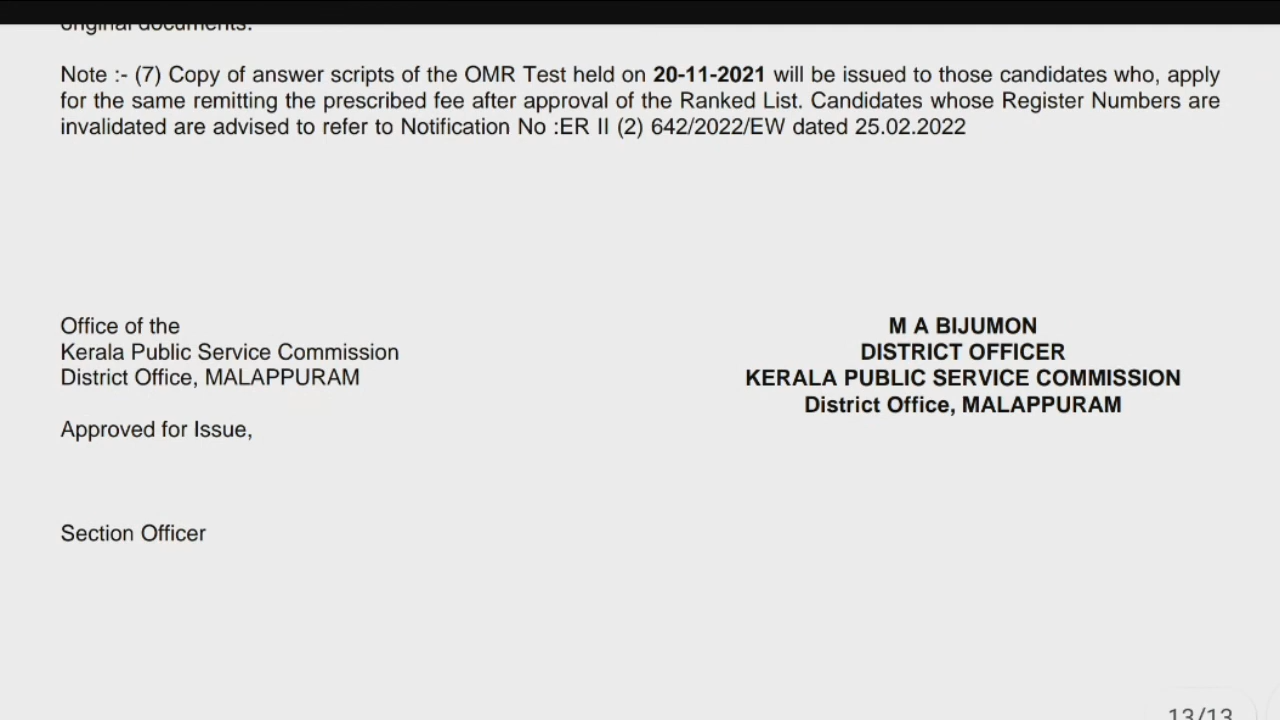 original documents.
Note :- (7) Copy of answer scripts of the OMR Test held on 20-11-2021 will be issued to those candidates who, apply
for the same remitting the prescribed fee after approval of the Ranked List. Candidates whose Register Numbers are
invalidated are advised to refer to Notification No :ER II (2) 642/2022/EW dated 25.02.2022
Office of the
Kerala Public Service Commission
District Office, MALAPPURAM
Approved for Issue,
Section Officer
M A BIJUMON
DISTRICT OFFICER
KERALA PUBLIC SERVICE COMMISSION
District Office, MALAPPURAM
13/13